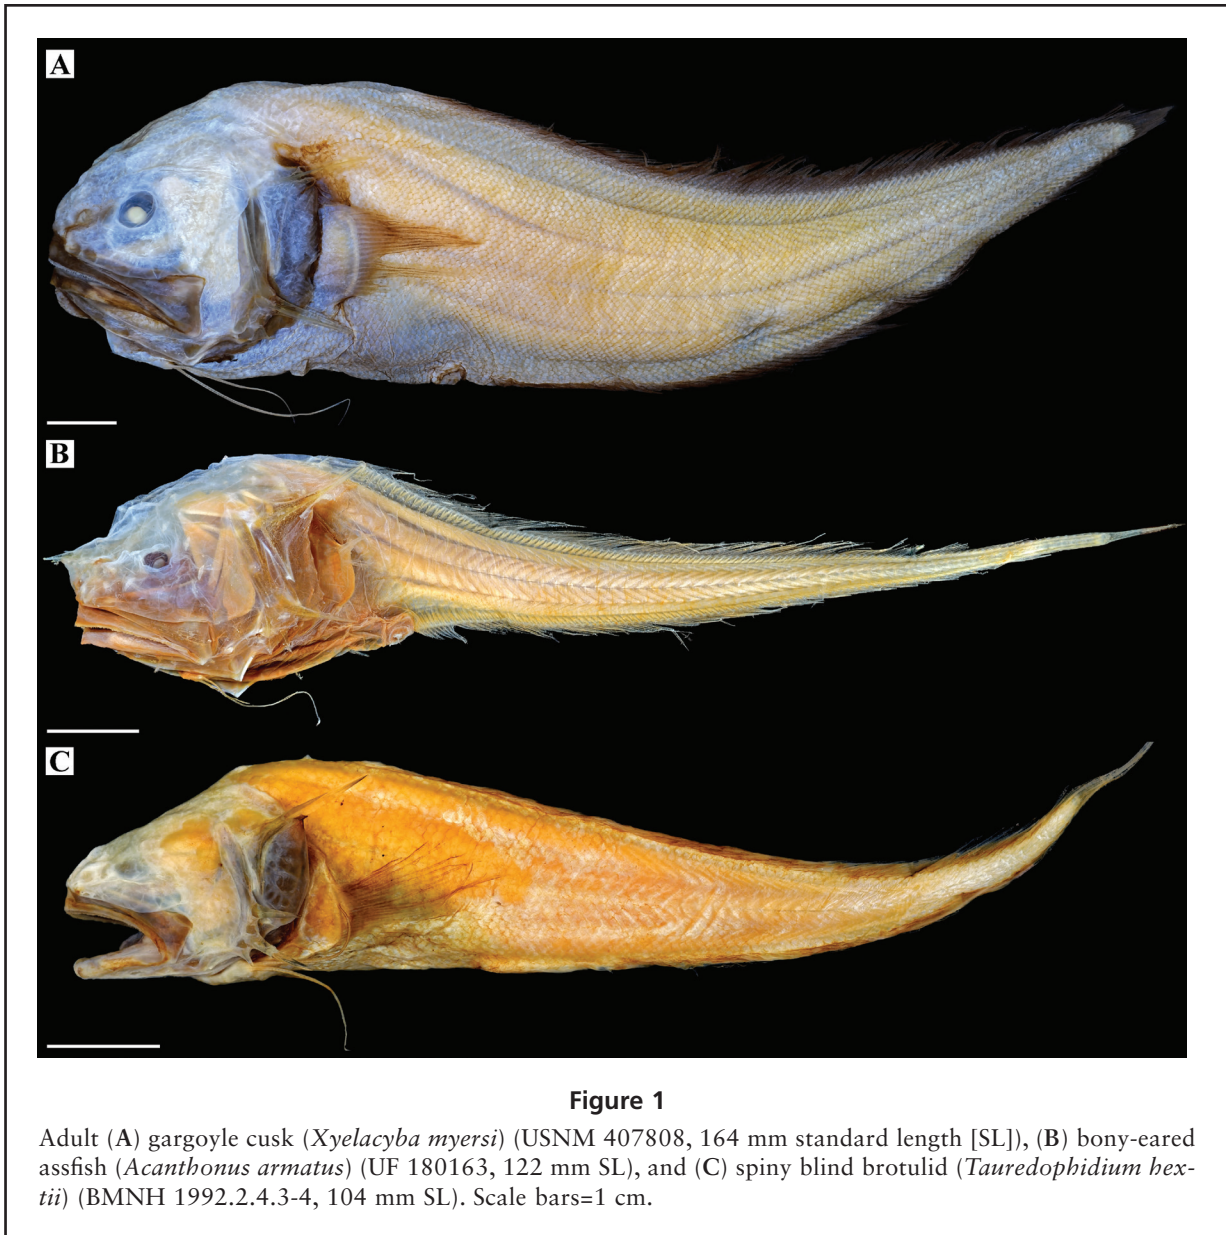 A
B
C
Figure 1
Adult (A) gargoyle cusk (Xyelacyba myersi) (USNM 407808, 164 mm standard length [SL]), (B) bony-eared
assfish (Acanthonus armatus) (UF 180163, 122 mm SL), and (C) spiny blind brotulid (Tauredophidium hex-
tii) (BMNH 1992.2.4.3-4, 104 mm SL). Scale bars=1 cm.